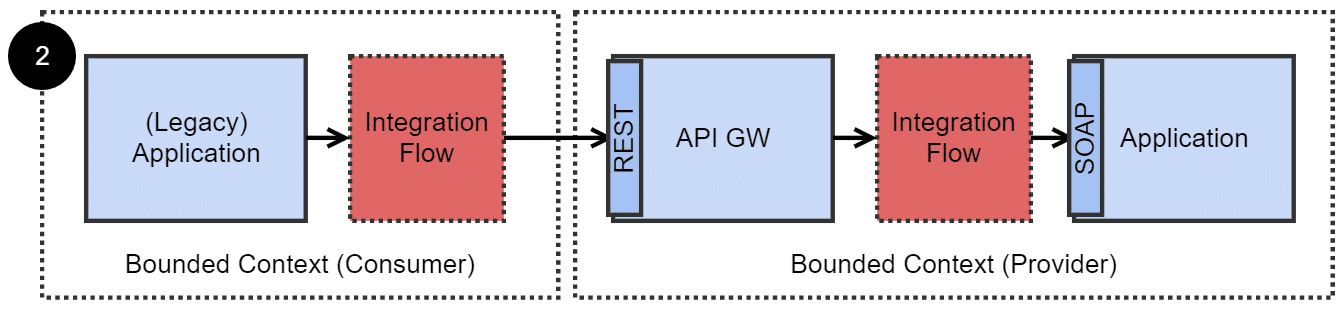 2
(Legacy)
Application
Integration
Flow
REST
API GW
Integration
Flow
SOAP
Application
Bounded Context (Consumer)
Bounded Context (Provider)